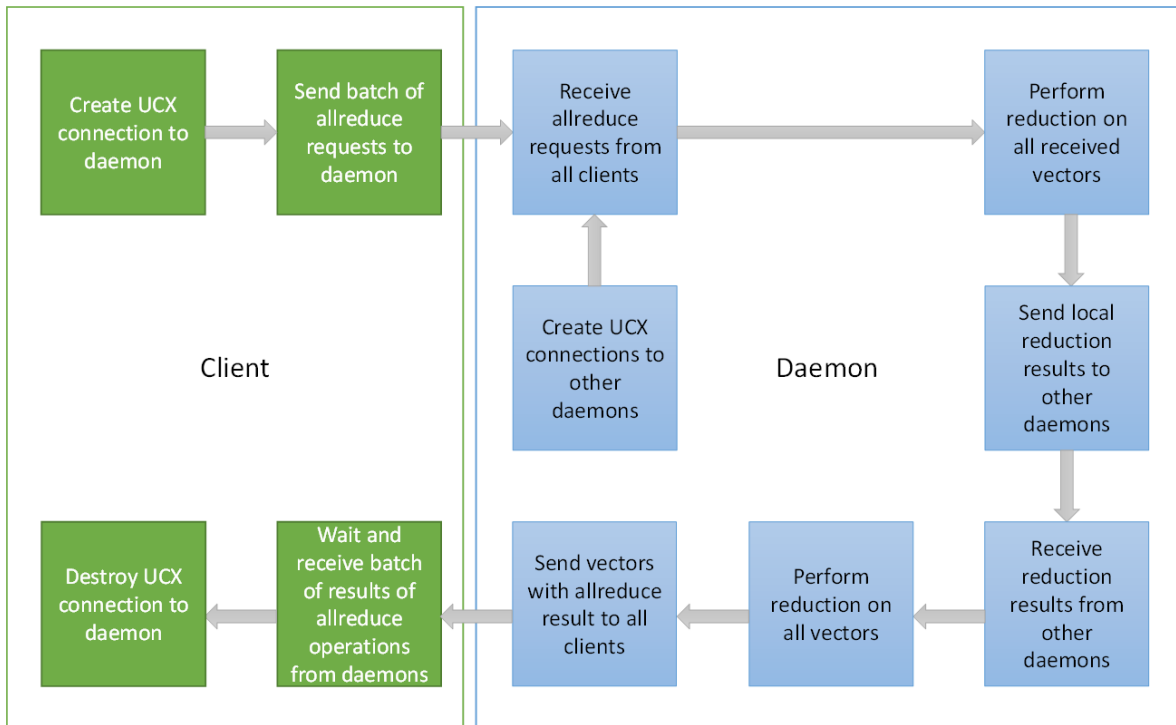 Create UCX
connection to
daemon
Send batch of
allreduce
requests to
daemon
Receive
allreduce
requests from
all clients
Perform
reduction on
all received
vectors
Client
Create UCX
connections to
other
daemons
Daemon
Send local
reduction
results to
other
daemons
Destroy UCX
connection to
daemon
Wait and
receive batch
of results of
allreduce
operations
from daemons
Send vectors
with allreduce
result to all
clients
Perform
reduction on
all vectors
Receive
reduction
results from
other
daemons